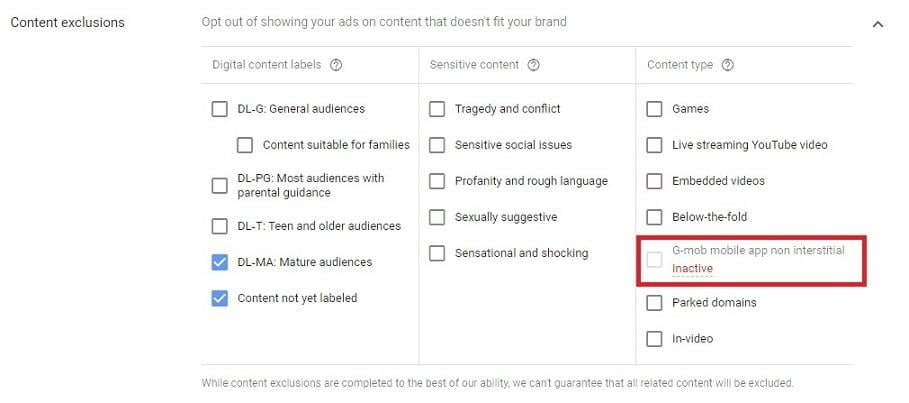 Content exclusions
Opt out of showing your ads on content that doesn't fit your brand
Digital content labels
DL-G: General audiences
Content suitable for families
DL-PG: Most audiences with
parental guidance
DL-T: Teen and older audiences
DL-MA: Mature audiences
Content not yet labeled
Sensitive content
Tragedy and conflict
Sensitive social issues
Profanity and rough language
Sexually suggestive
Sensational and shocking
Content type
Games
Live streaming YouTube video
Embedded videos
Below-the-fold
G-mob mobile app non interstitial
Inactive
Parked domains
In-video
While content exclusions are completed to the best of our ability, we can't guarantee that all related content will be excluded.